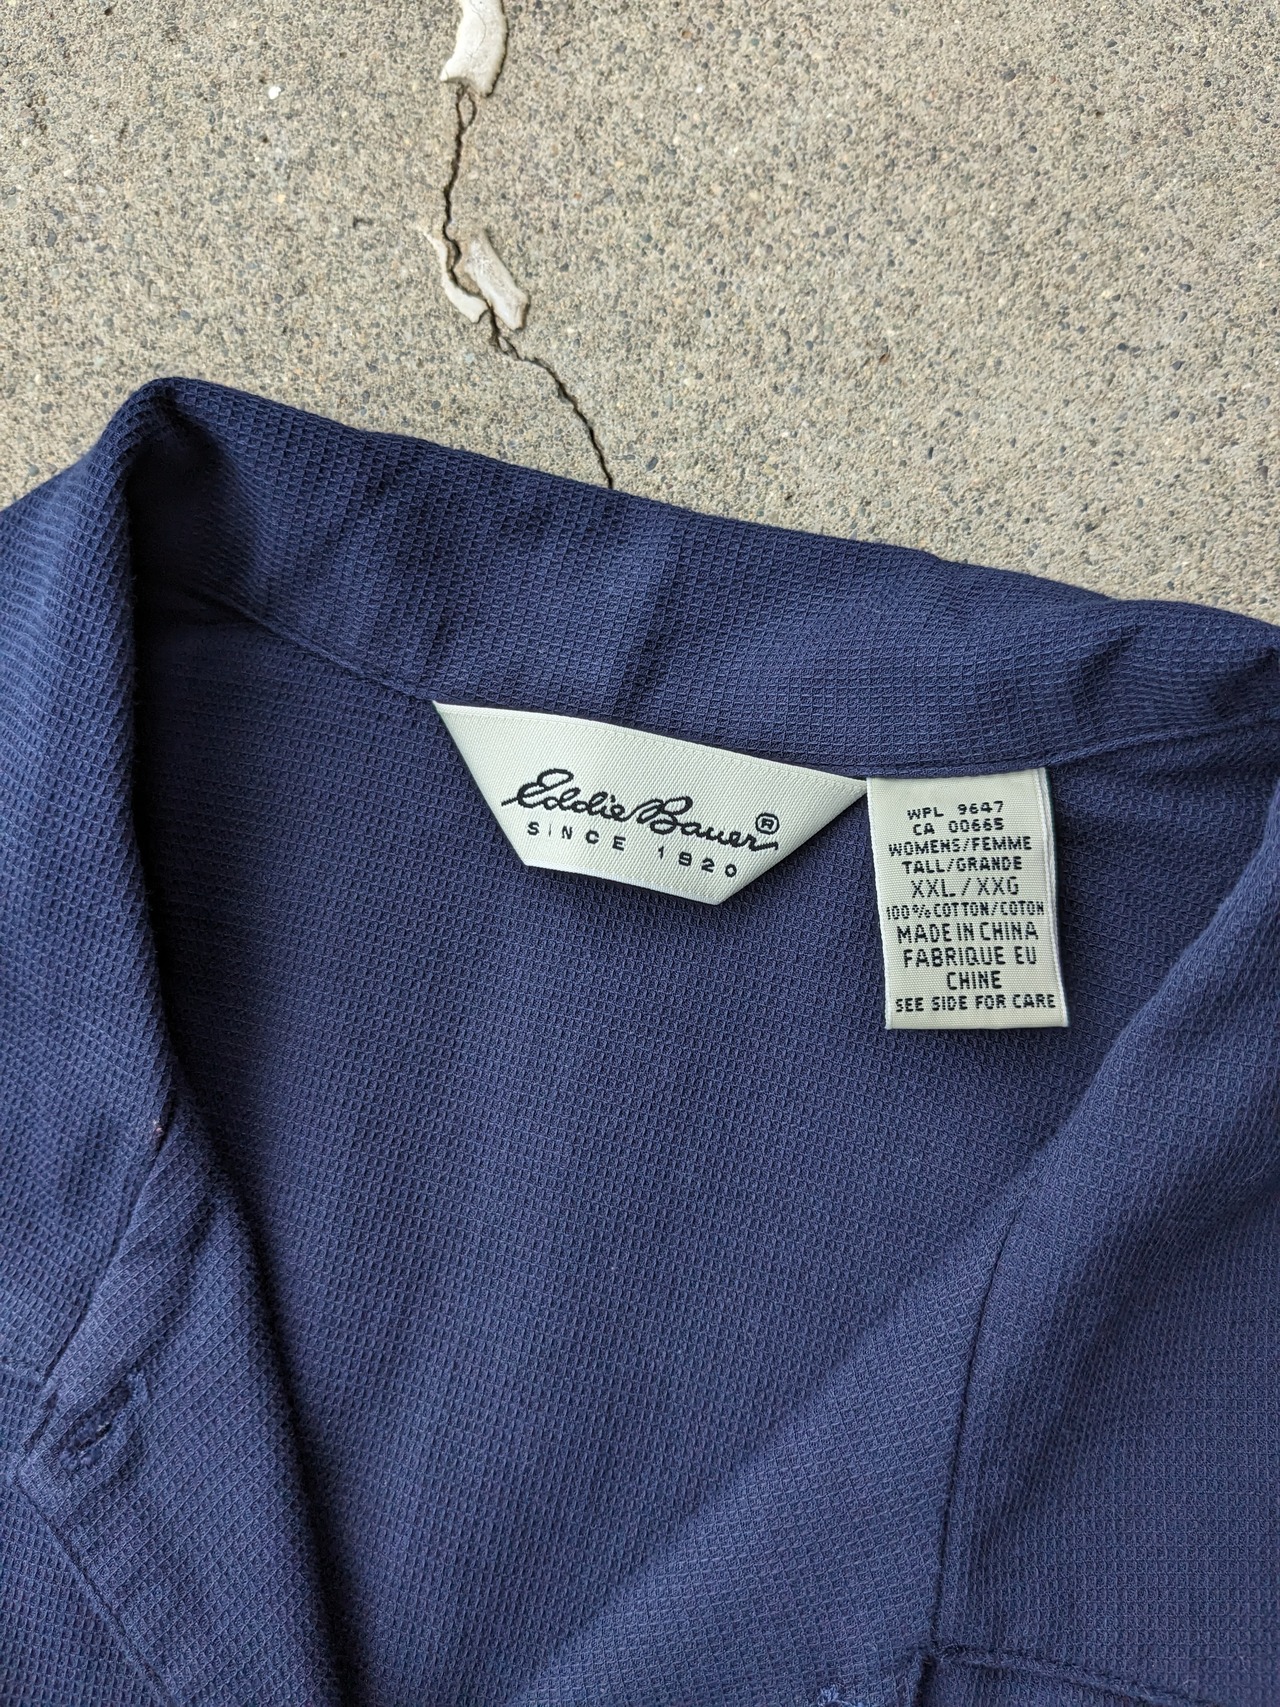 Eddie Bauer®
SINCE 1920
WPL 9647
CA 00665
WOMENS/FEMME
TALL/GRANDE
XXL/XXG
100% COTTON/COTON
MADE IN CHINA
FABRIQUE EU
CHINE
SEE SIDE FOR CARE